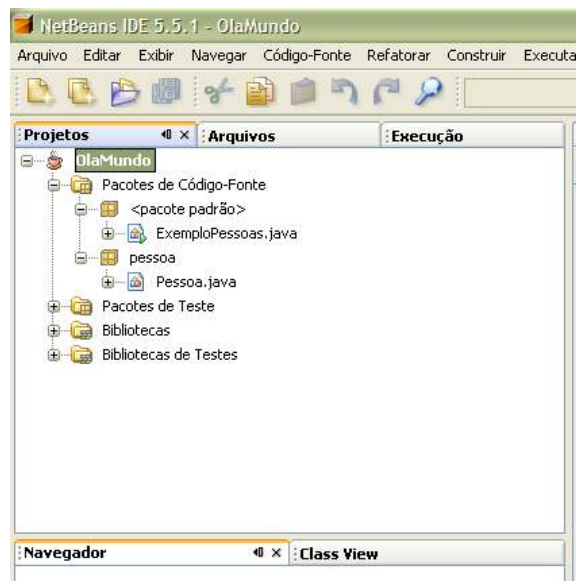 NetBeans IDE 5.5.1 - OlaMundo
Arquivo Editar Exibir Navegar Código-Fonte Refatorar Construir Executa
Projetos Arquivos Execução
OlaMundo
Pacotes de Código-Fonte
<pacote padrão>
ExemploPessoas.java
pessoa
Pessoa.java
Pacotes de Teste
Bibliotecas
Bibliotecas de Testes
Navegador Class View